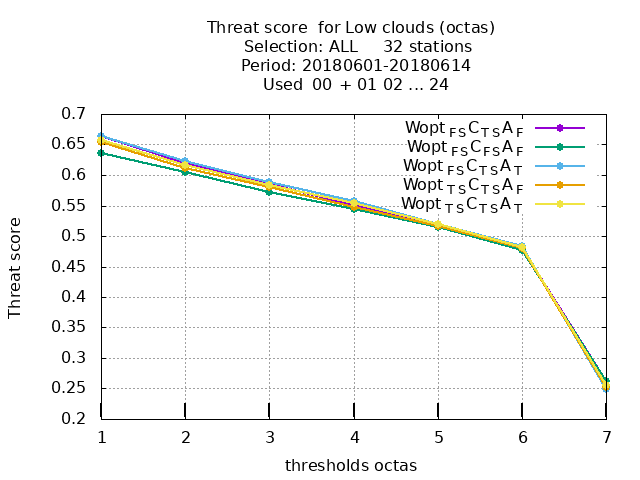 Threat score  for Low clouds (octas)
Selection: ALL     32 stations
Period: 20180601-20180614
Used  00 + 01 02 ... 24
Wopt FS C TS A F
Wopt FS C FS A F
Wopt FS C TS A T
Wopt TS C TS A F
Wopt TS C TS A T
Threat score
0.7
0.65
0.6
0.55
0.5
0.45
0.4
0.35
0.3
0.25
0.2
1 2 3 4 5 6 7
thresholds octas